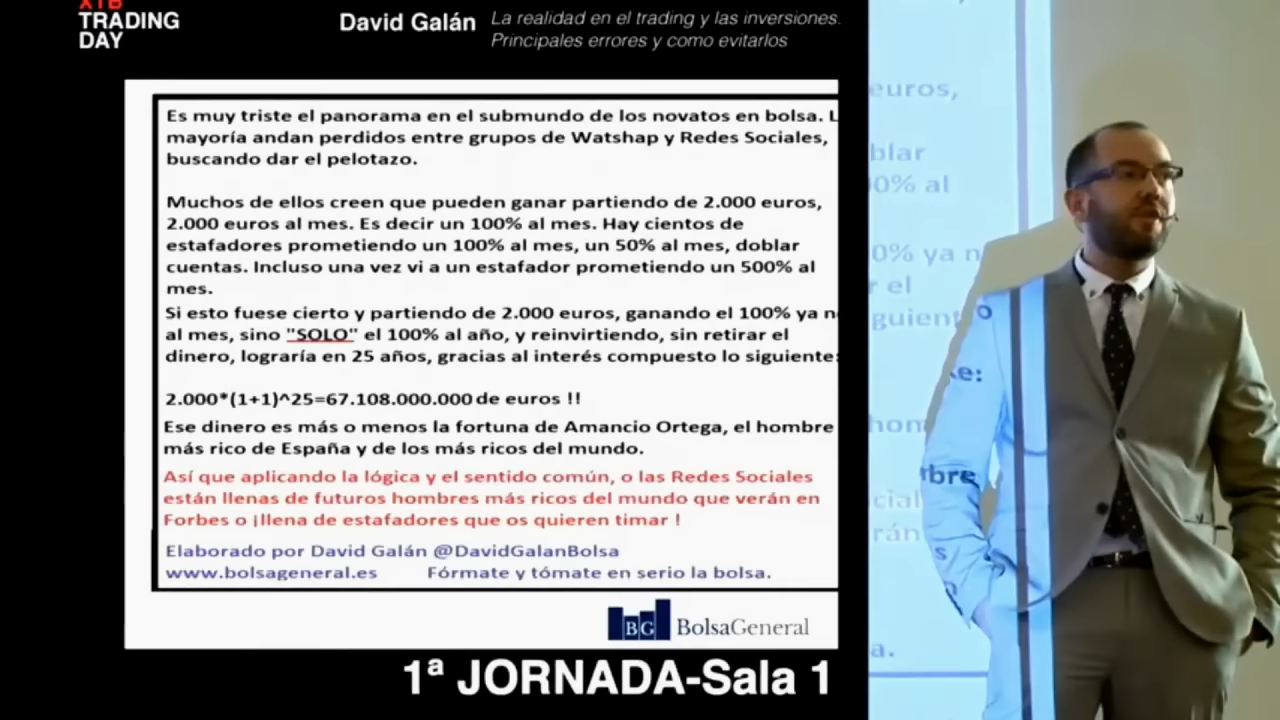 XTB
TRADING
DAY
David Galán
La realidad en el trading y las inversiones.
Principales errores y como evitarlos
Es muy triste el panorama en el submundo de los novatos en bolsa. L
mayoría andan perdidos entre grupos de Watshap y Redes Sociales,
buscando dar el pelotazo.
Muchos de ellos creen que pueden ganar partiendo de 2.000 euros,
2.000 euros al mes. Es decir un 100% al mes. Hay cientos de
estafadores prometiendo un 100% al mes, un 50% al mes, doblar
cuentas. Incluso una vez vi a un estafador prometiendo un 500% al
mes.
Si esto fuese cierto y partiendo de 2.000 euros, ganando el 100% ya n
al mes, sino "SOLO" el 100% al año, y reinvirtiendo, sin retirar el
dinero, lograría en 25 años, gracias al interés compuesto lo siguiente:
2.000*(1+1)^25=67.108.000.000 de euros !!
Ese dinero es más o menos la fortuna de Amancio Ortega, el hombre
más rico de España y de los más ricos del mundo.
Así que aplicando la lógica y el sentido común, o las Redes Sociales
están llenas de futuros hombres más ricos del mundo que verán en
Forbes o ¡llena de estafadores que os quieren timar !
Elaborado por David Galán @DavidGalanBolsa
www.bolsageneral.es Fórmate y tómate en serio la bolsa.
BG BolsaGeneral
1ª JORNADA-Sala 1
euros,
blar
0% al
0% ya n
r el
guient
o
te:
hom
mbre
cial
rán
s
n
a.